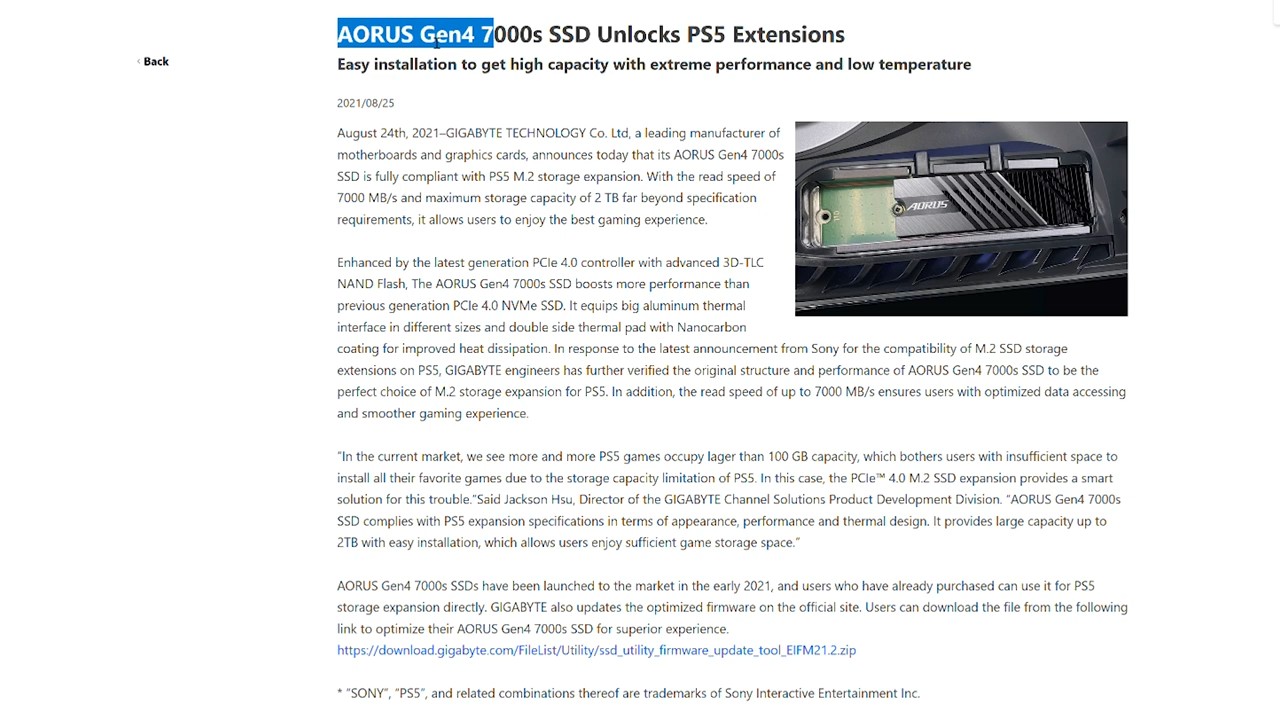 AORUS Gen4 7000s SSD Unlocks PS5 Extensions
‹ Back
Easy installation to get high capacity with extreme performance and low temperature
2021/08/25
August 24th, 2021–GIGABYTE TECHNOLOGY Co. Ltd, a leading manufacturer of
motherboards and graphics cards, announces today that its AORUS Gen4 7000s
SSD is fully compliant with PS5 M.2 storage expansion. With the read speed of
7000 MB/s and maximum storage capacity of 2 TB far beyond specification
requirements, it allows users to enjoy the best gaming experience.
AORUS
Enhanced by the latest generation PCIe 4.0 controller with advanced 3D-TLC
NAND Flash, The AORUS Gen4 7000s SSD boosts more performance than
previous generation PCIe 4.0 NVMe SSD. It equips big aluminum thermal
interface in different sizes and double side thermal pad with Nanocarbon
coating for improved heat dissipation. In response to the latest announcement from Sony for the compatibility of M.2 SSD storage
extensions on PS5, GIGABYTE engineers has further verified the original structure and performance of AORUS Gen4 7000s SSD to be the
perfect choice of M.2 storage expansion for PS5. In addition, the read speed of up to 7000 MB/s ensures users with optimized data accessing
and smoother gaming experience.
"In the current market, we see more and more PS5 games occupy lager than 100 GB capacity, which bothers users with insufficient space to
install all their favorite games due to the storage capacity limitation of PS5. In this case, the PCIe™ 4.0 M.2 SSD expansion provides a smart
solution for this trouble."Said Jackson Hsu, Director of the GIGABYTE Channel Solutions Product Development Division. "AORUS Gen4 7000s
SSD complies with PS5 expansion specifications in terms of appearance, performance and thermal design. It provides large capacity up to
2TB with easy installation, which allows users enjoy sufficient game storage space."
AORUS Gen4 7000s SSDs have been launched to the market in the early 2021, and users who have already purchased can use it for PS5
storage expansion directly. GIGABYTE also updates the optimized firmware on the official site. Users can download the file from the following
link to optimize their AORUS Gen4 7000s SSD for superior experience.
https://download.gigabyte.com/FileList/Utility/ssd_utility_firmware_update_tool_EIFM21.2.zip
* "SONY", "PS5", and related combinations thereof are trademarks of Sony Interactive Entertainment Inc.